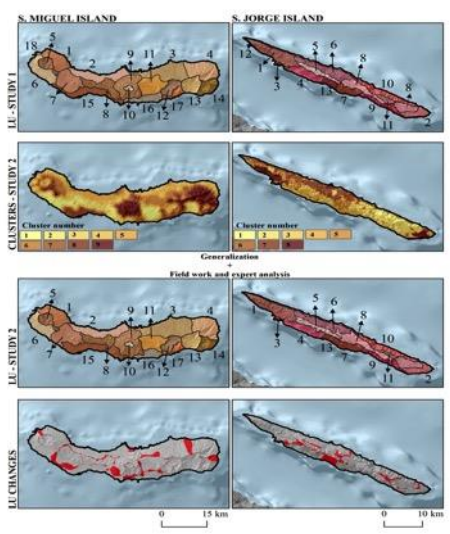 S. MIGUEL ISLAND
S. JORGE ISLAND
LU - STUDY 1
18 5 1 2 9 11 3 4
6 7 15 8 10 16 12 17 13 14
12 1 3 4 5 6 8 10
13 7 9 11 2
CLUSTERS - STUDY 2
Cluster number
1 2 3 4 5
6 7 8 9
Cluster number
1 2 3 4 5
6 7 8
Generalization
+
Field work and expert analysis
LU - STUDY 2
5 1 2 9 11 3 4
6 7 15 8 10 16 12 17 13 14
1 3 4 5 6 8 10
13 7 9 11 2
LU CHANGES
0 15 km
0 10 km